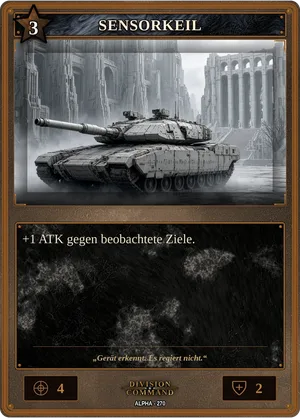 3
SENSORKEIL
+1 ATK gegen beobachtete Ziele.
„Gerät erkennt. Es regiert nicht.“
4
DIVISION COMMAND
ALPHA · 270
2